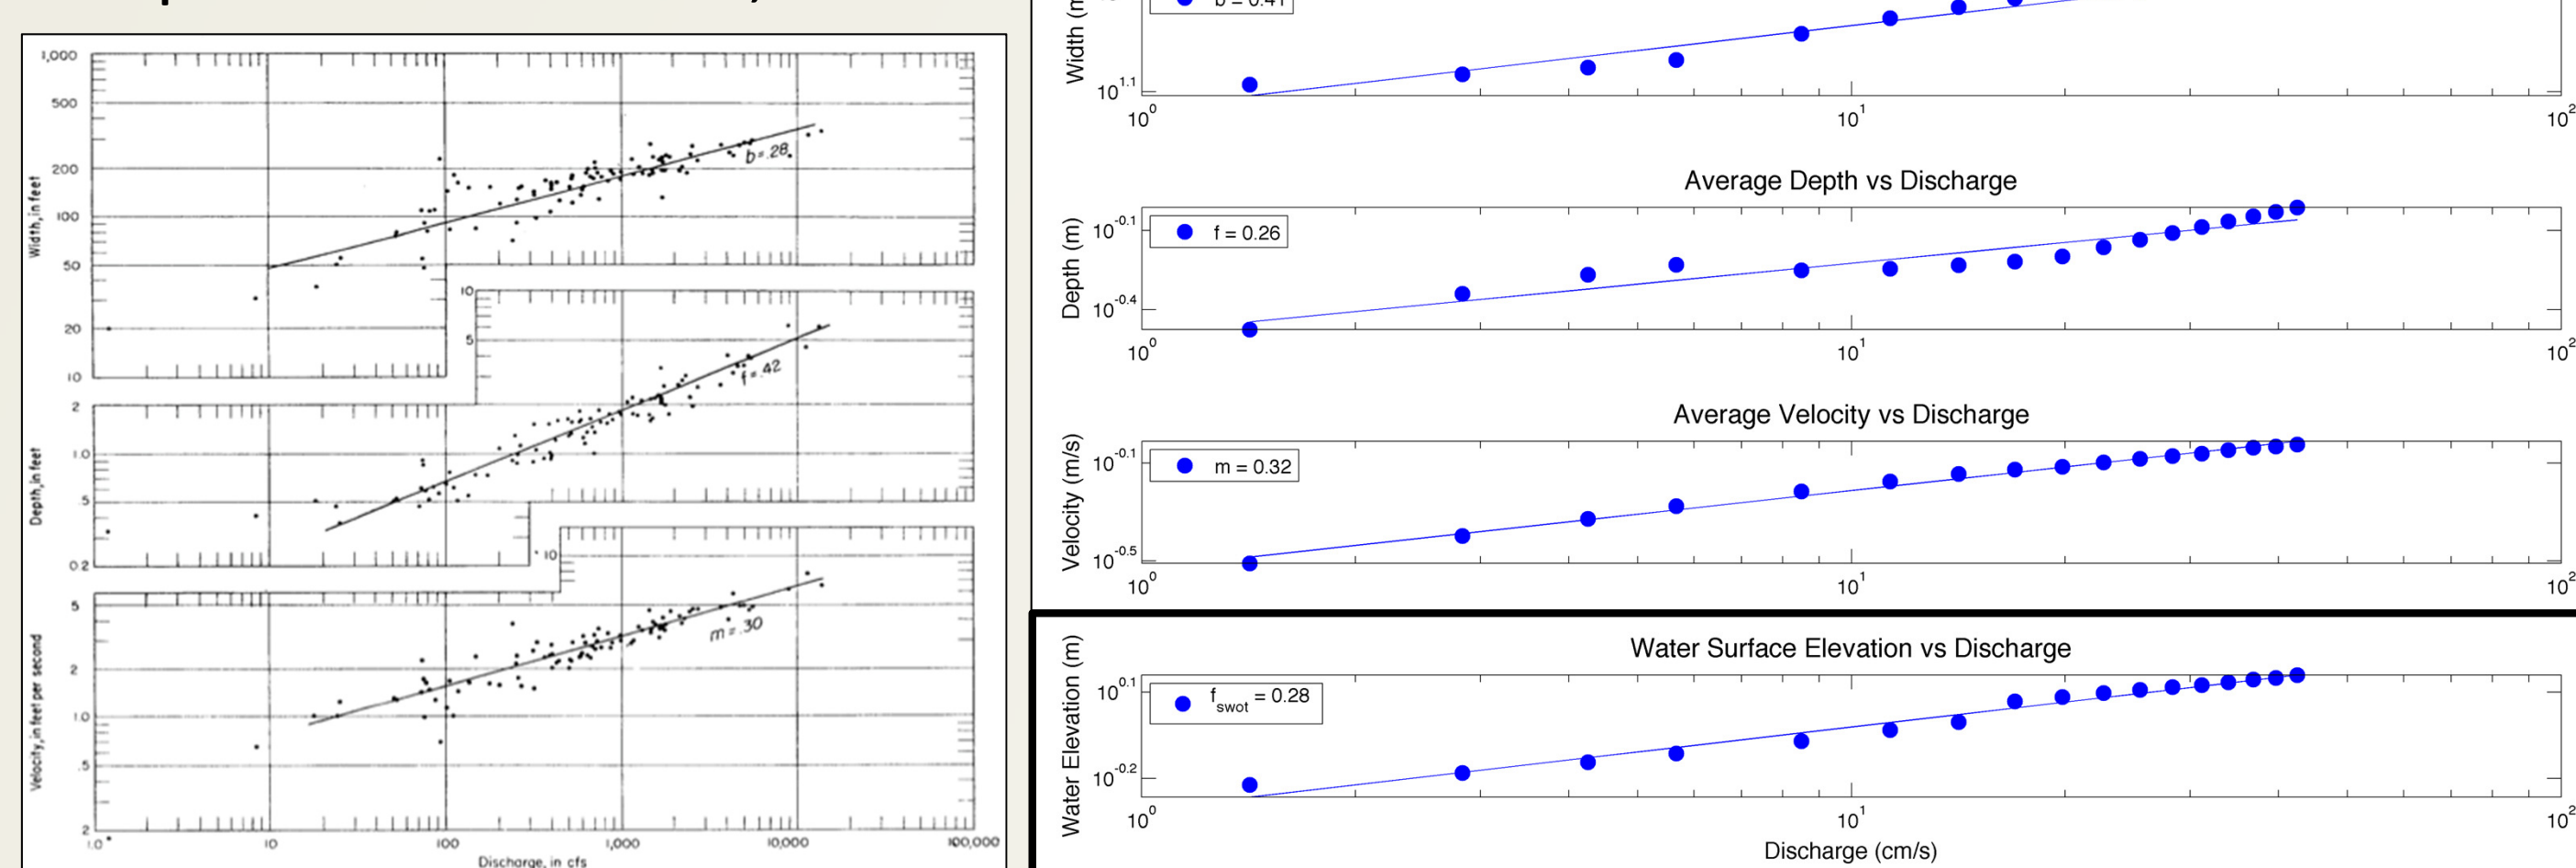 1,000
500
200
100
50
20
10
Width, in feet
b=.28
10
5
2
1.0
.5
0.2
Depth, in feet
f=.42
10
5
2
1.0
.5
2
Velocity, in feet per second
m=.30
1.0
10
100
1,000
10,000
100,000
Discharge, in cfs
b = 0.41
10^1.1
10^0
10^1
10^2
Average Depth vs Discharge
Depth (m)
f = 0.26
10^-0.1
10^-0.4
10^0
10^1
10^2
Average Velocity vs Discharge
Velocity (m/s)
m = 0.32
10^-0.1
10^-0.5
10^0
10^1
10^2
Water Surface Elevation vs Discharge
Water Elevation (m)
f_swot = 0.28
10^0.1
10^-0.2
10^0
10^1
10^2
Discharge (cm/s)